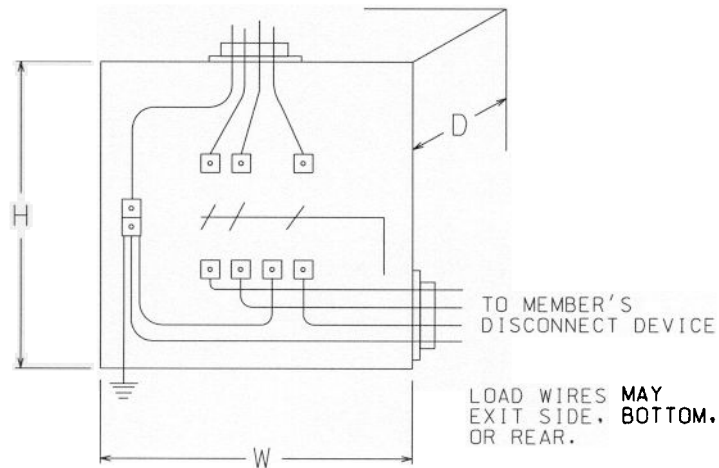 D
H
TO MEMBER'S
DISCONNECT DEVICE
LOAD WIRES MAY
EXIT SIDE, BOTTOM,
OR REAR.
W